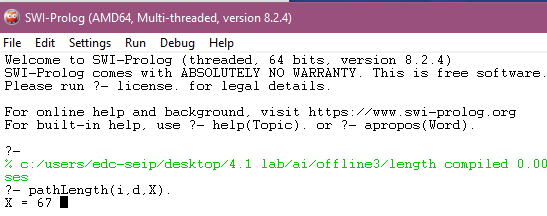 SWI-Prolog (AMD64, Multi-threaded, version 8.2.4)
File Edit Settings Run Debug Help
Welcome to SWI-Prolog (threaded, 64 bits, version 8.2.4)
SWI-Prolog comes with ABSOLUTELY NO WARRANTY. This is free software.
Please run ?- license. for legal details.
For online help and background, visit https://www.swi-prolog.org
For built-in help, use ?- help(Topic). or ?- apropos(Word).
?-
% c:/users/edc-seip/desktop/4.1 lab/ai/offline3/length compiled 0.00
ses
?- pathLength(i,d,X).
X = 67